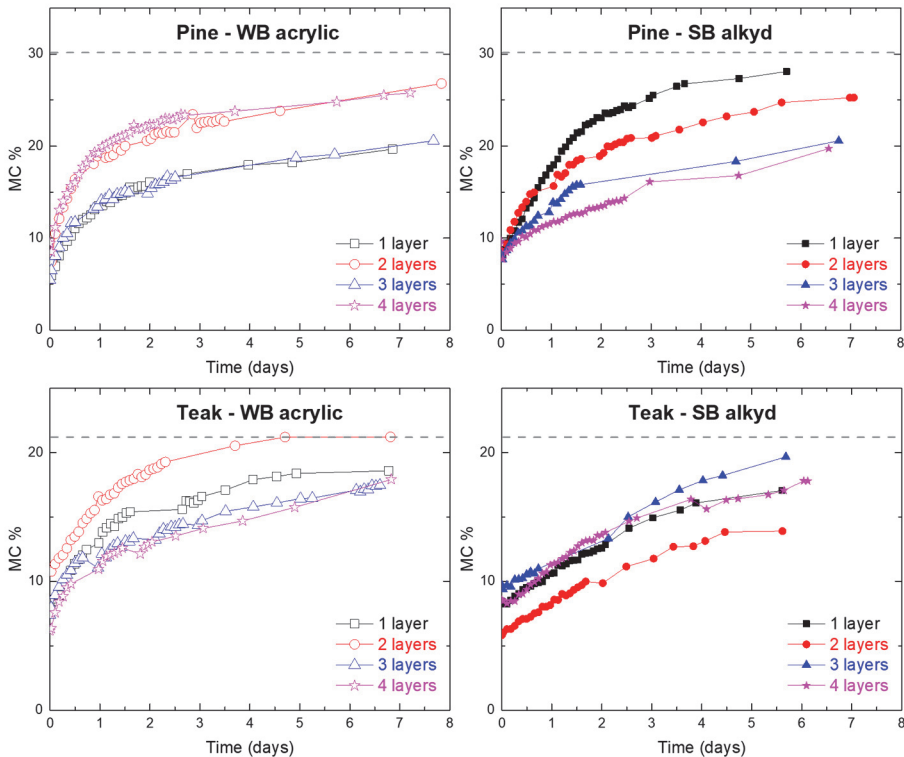 Pine - WB acrylic
30
20
10
0
MC %
1 layer
2 layers
3 layers
4 layers
0 1 2 3 4 5 6 7 8
Time (days)
Pine - SB alkyd
30
20
10
0
MC %
1 layer
2 layers
3 layers
4 layers
0 1 2 3 4 5 6 7 8
Time (days)
Teak - WB acrylic
20
10
0
MC %
1 layer
2 layers
3 layers
4 layers
0 1 2 3 4 5 6 7 8
Time (days)
Teak - SB alkyd
20
10
0
MC %
1 layer
2 layers
3 layers
4 layers
0 1 2 3 4 5 6 7 8
Time (days)